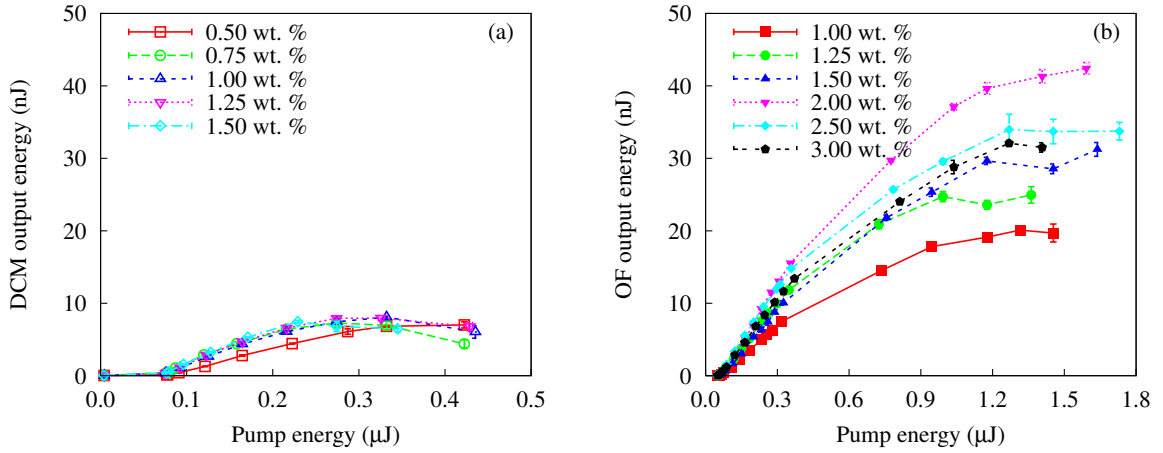 (a)
0.50 wt. %
0.75 wt. %
1.00 wt. %
1.25 wt. %
1.50 wt. %
DCM output energy (nJ)
50
40
30
20
10
0
0.0 0.1 0.2 0.3 0.4 0.5
Pump energy (µJ)
(b)
1.00 wt. %
1.25 wt. %
1.50 wt. %
2.00 wt. %
2.50 wt. %
3.00 wt. %
OF output energy (nJ)
50
40
30
20
10
0
0.0 0.3 0.6 0.9 1.2 1.5 1.8
Pump energy (µJ)